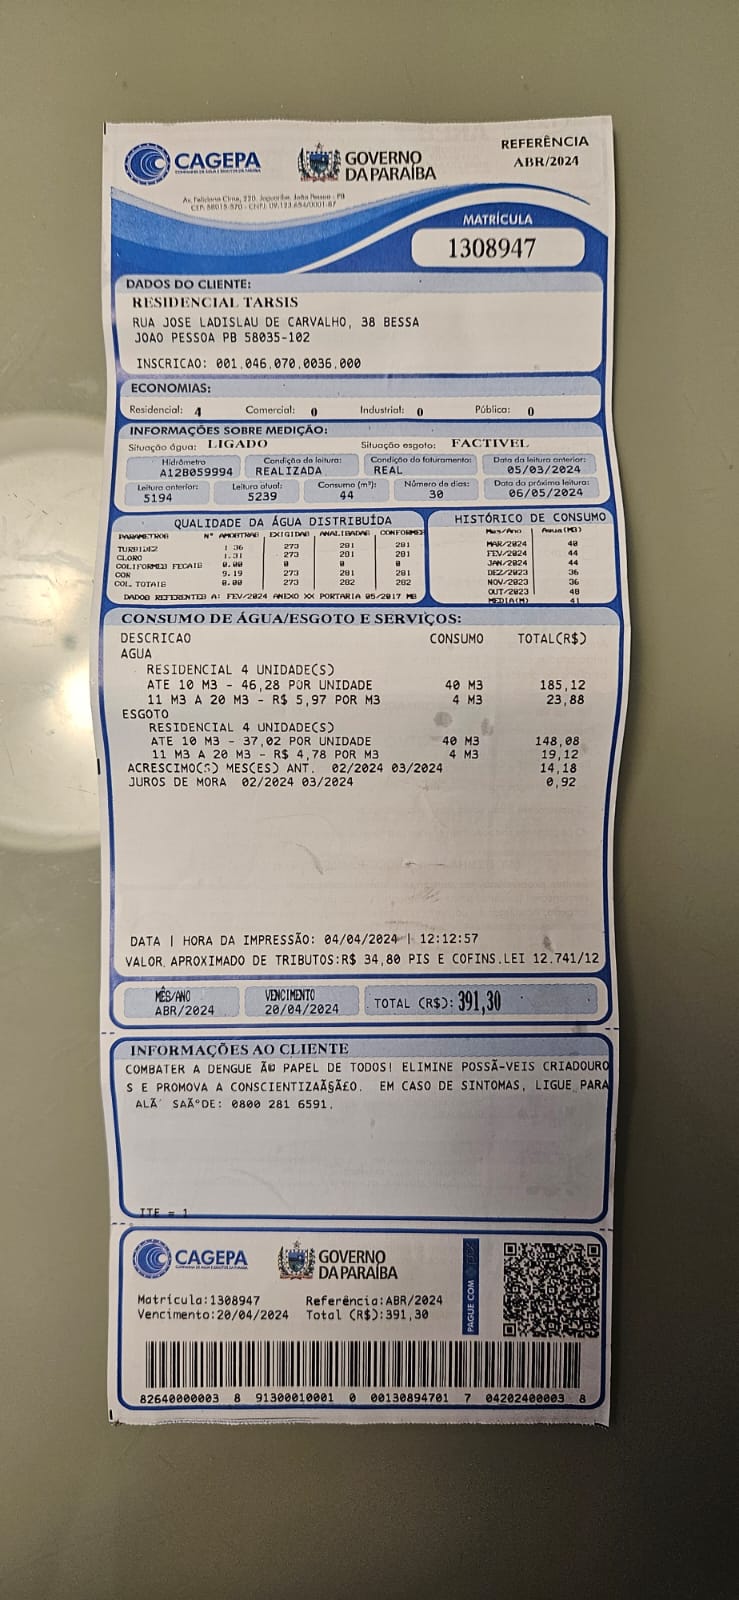 CAGEPA
GOVERNO
DA PARAÍBA
REFERÊNCIA
ABR/2024
Av. Feliciano Cirne, 220, Jaguaribe, João Pessoa - PB
CEP: 58015-570 - CNPJ: 09.123.654/0001-87
MATRÍCULA
1308947
DADOS DO CLIENTE:
RESIDENCIAL TARSIS
RUA JOSE LADISLAU DE CARVALHO, 38 BESSA
JOAO PESSOA PB 58035-102
INSCRICAO: 001.046.070.0036.000
ECONOMIAS:
Residencial: 4 Comercial: 0 Industrial: 0 Pública: 0
INFORMAÇÕES SOBRE MEDIÇÃO:
Situação água: LIGADO Situação esgoto: FACTIVEL
Hidrômetro Condição da leitura: Condição do faturamento: Data da leitura anterior:
A12B059994 REALIZADA REAL 05/03/2024
Leitura anterior: Leitura atual: Consumo (m³): Número de dias: Data da próxima leitura:
5194 5239 44 30 06/05/2024
QUALIDADE DA ÁGUA DISTRIBUÍDA
PARAMETROS Nº AMOSTRAS EXIGIDAS ANALISADAS CONFORMES
TURBIDEZ 1.36 273 281 281
CLORO 1.31 273 281 281
COLIFORMES FECAIS 0.00 0 0 0
COR 9.19 273 281 281
COL. TOTAIS 0.00 273 282 282
DADOS REFERENTES A: FEV/2024 ANEXO XX PORTARIA 05/2017 MS
HISTÓRICO DE CONSUMO
Mes/Ano Agua(M3)
MAR/2024 40
FEV/2024 44
JAN/2024 44
DEZ/2023 36
NOV/2023 36
OUT/2023 48
MEDIA(M) 41
CONSUMO DE ÁGUA/ESGOTO E SERVIÇOS:
DESCRICAO CONSUMO TOTAL(R$)
AGUA
RESIDENCIAL 4 UNIDADE(S)
ATE 10 M3 - 46,28 POR UNIDADE 40 M3 185,12
11 M3 A 20 M3 - R$ 5,97 POR M3 4 M3 23,88
ESGOTO
RESIDENCIAL 4 UNIDADE(S)
ATE 10 M3 - 37,02 POR UNIDADE 40 M3 148,08
11 M3 A 20 M3 - R$ 4,78 POR M3 4 M3 19,12
ACRESCIMO(S) MES(ES) ANT. 02/2024 03/2024 14,18
JUROS DE MORA 02/2024 03/2024 0,92
DATA | HORA DA IMPRESSÃO: 04/04/2024 | 12:12:57
VALOR APROXIMADO DE TRIBUTOS:R$ 34,80 PIS E COFINS.LEI 12.741/12
MÊS/ANO VENCIMENTO TOTAL (R$): 391,30
ABR/2024 20/04/2024
INFORMAÇÕES AO CLIENTE
COMBATER A DENGUE É PAPEL DE TODOS! ELIMINE POSSÃ-VEIS CRIADOURO
S E PROMOVA A CONSCIENTIZAÃ§Ã£O. EM CASO DE SINTOMAS, LIGUE PARA
ALÃ´ SAÃºDE: 0800 281 6591.
ITE = 1
CAGEPA
GOVERNO
DA PARAÍBA
PAGUE COM pix
Matrícula:1308947 Referência:ABR/2024
Vencimento:20/04/2024 Total (R$):391,30
82640000003 8 91300010001 0 00130894701 7 04202400003 8